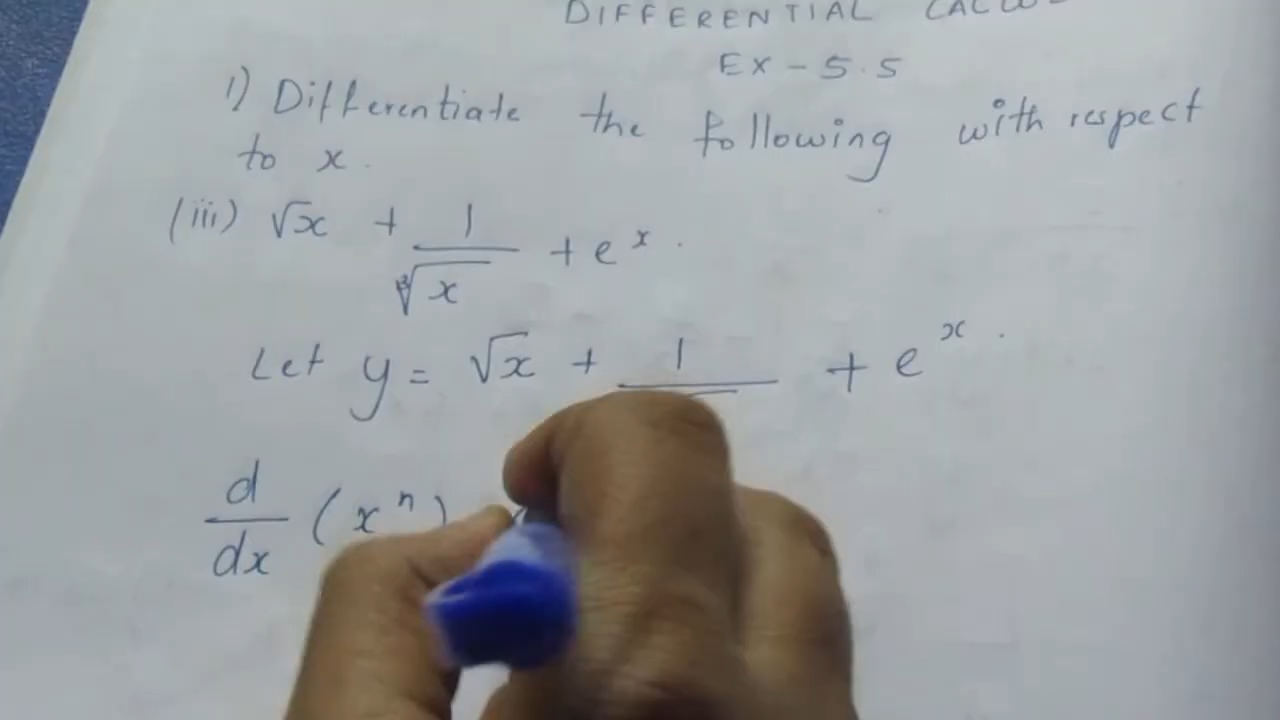 DIFFERENTIAL
EX - 5.5
1) Differentiate the following with respect
to x.
(iii) √x + 1/∛x + e^x.
Let y = √x + 1 + e^x.
d/dx (x^n)